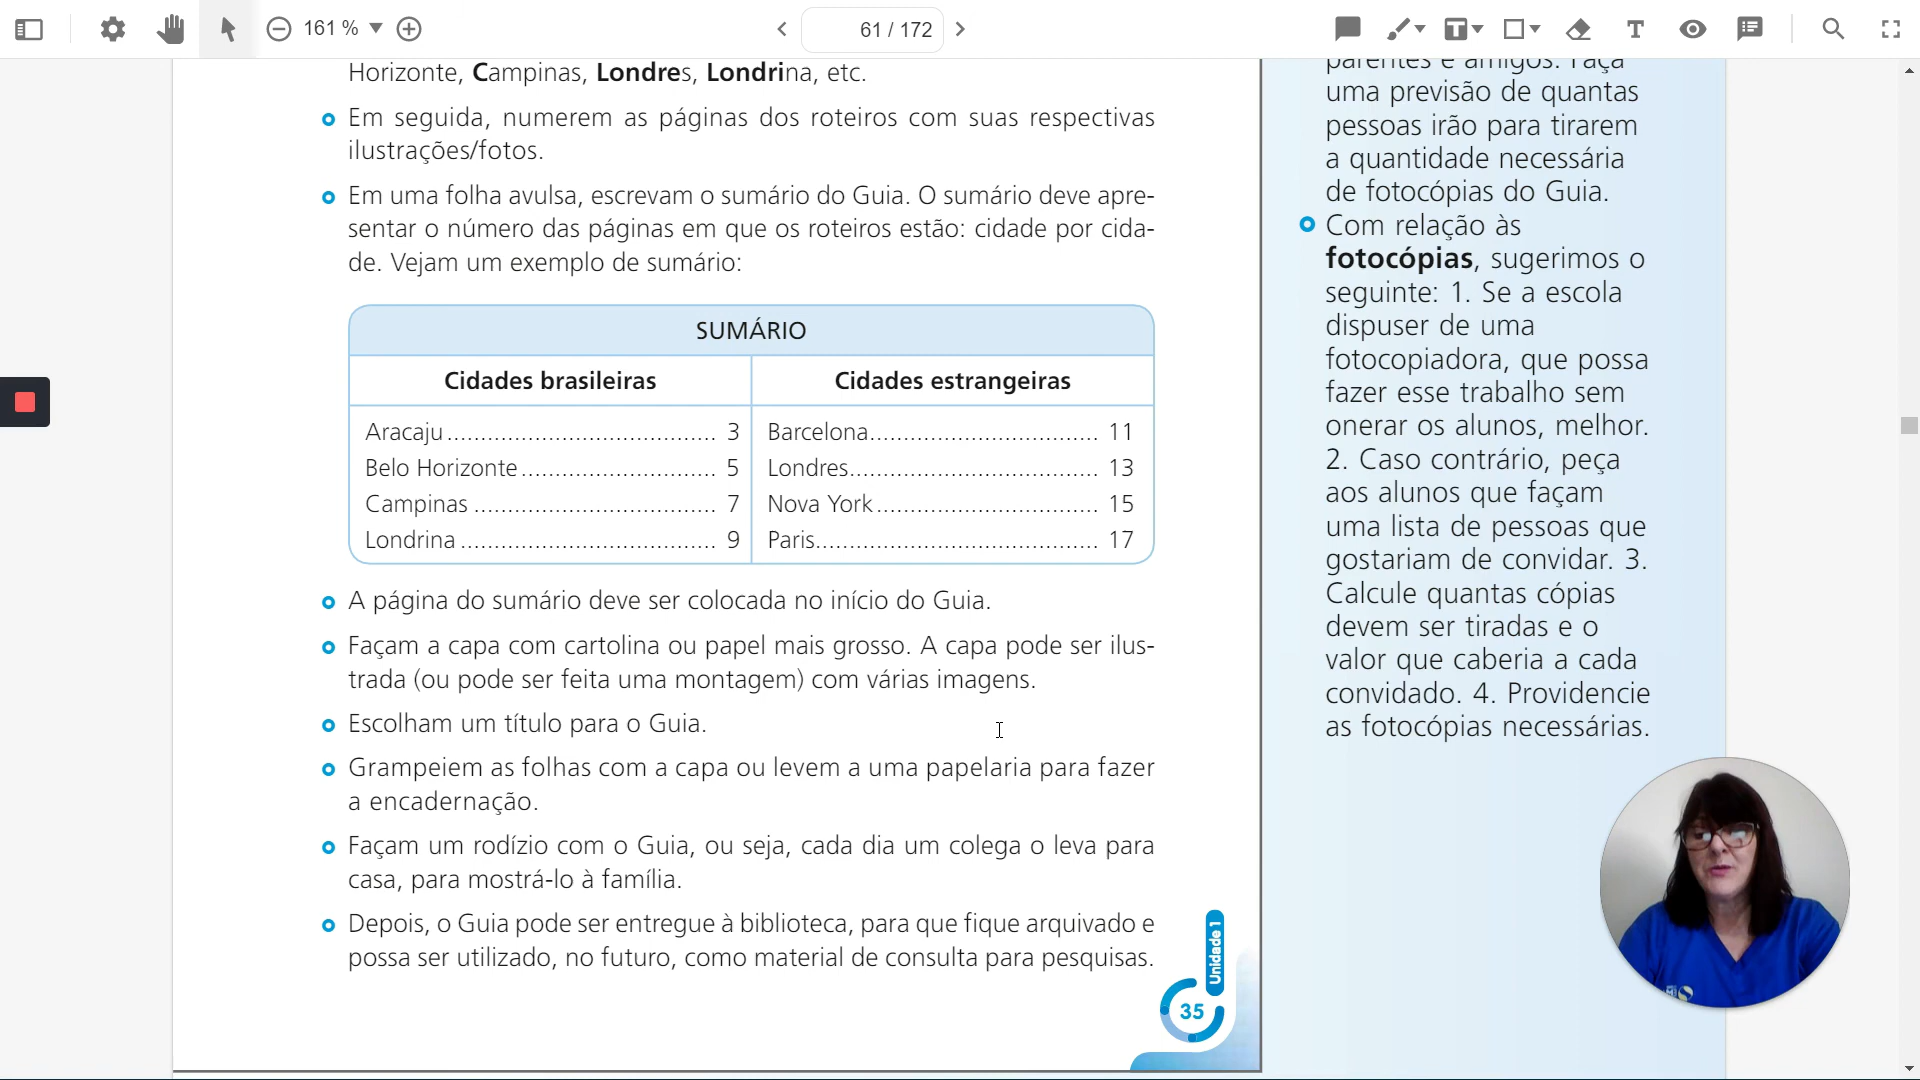 161 %
61 / 172
Horizonte, Campinas, Londres, Londrina, etc.
Em seguida, numerem as páginas dos roteiros com suas respectivas
ilustrações/fotos.
Em uma folha avulsa, escrevam o sumário do Guia. O sumário deve apre-
sentar o número das páginas em que os roteiros estão: cidade por cida-
de. Vejam um exemplo de sumário:
SUMÁRIO
Cidades brasileiras
Cidades estrangeiras
Aracaju........................................ 3
Barcelona.................................. 11
Belo Horizonte............................. 5
Londres..................................... 13
Campinas .................................... 7
Nova York................................. 15
Londrina ...................................... 9
Paris.......................................... 17
A página do sumário deve ser colocada no início do Guia.
Façam a capa com cartolina ou papel mais grosso. A capa pode ser ilus-
trada (ou pode ser feita uma montagem) com várias imagens.
Escolham um título para o Guia.
Grampeiem as folhas com a capa ou levem a uma papelaria para fazer
a encadernação.
Façam um rodízio com o Guia, ou seja, cada dia um colega o leva para
casa, para mostrá-lo à família.
Depois, o Guia pode ser entregue à biblioteca, para que fique arquivado e
possa ser utilizado, no futuro, como material de consulta para pesquisas.
Unidade 1
35
parentes e amigos. Faça
uma previsão de quantas
pessoas irão para tirarem
a quantidade necessária
de fotocópias do Guia.
Com relação às
fotocópias, sugerimos o
seguinte: 1. Se a escola
dispuser de uma
fotocopiadora, que possa
fazer esse trabalho sem
onerar os alunos, melhor.
2. Caso contrário, peça
aos alunos que façam
uma lista de pessoas que
gostariam de convidar. 3.
Calcule quantas cópias
devem ser tiradas e o
valor que caberia a cada
convidado. 4. Providencie
as fotocópias necessárias.